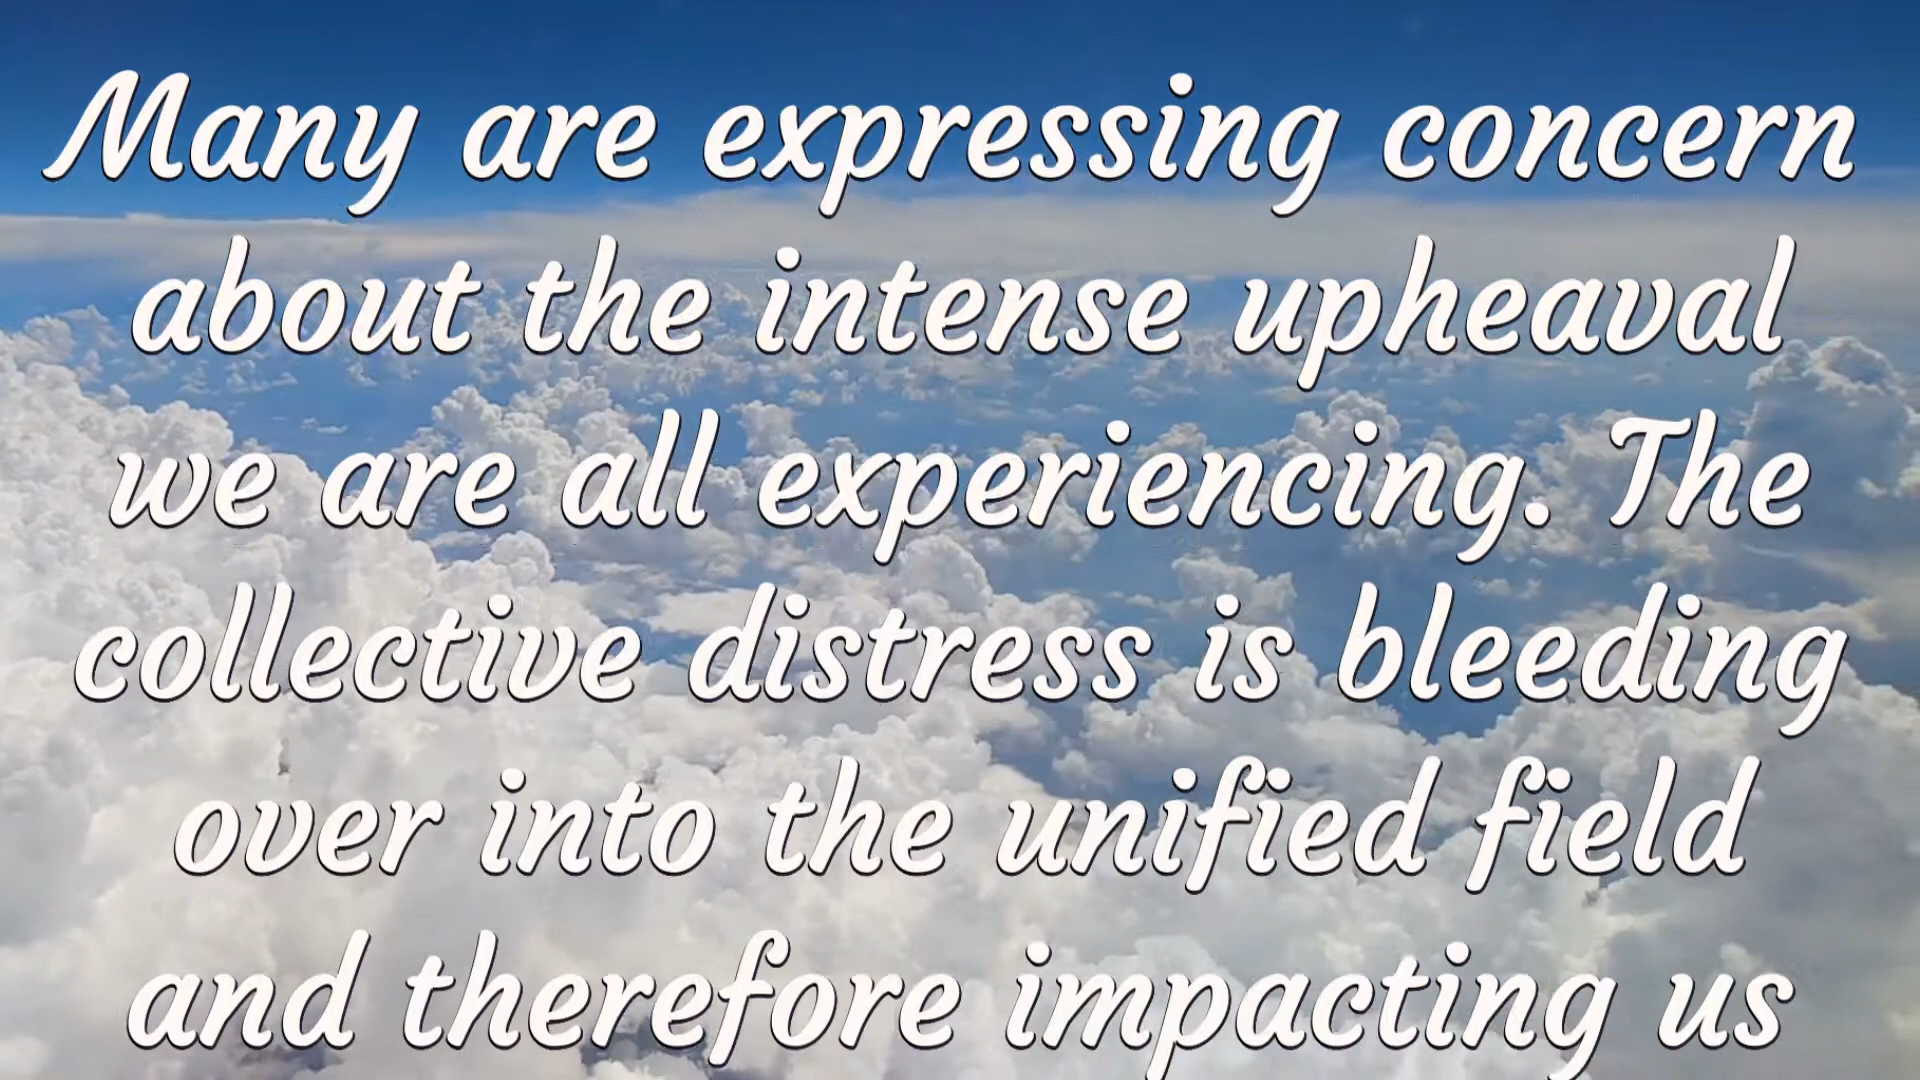 Many are expressing concern
about the intense upheaval
we are all experiencing. The
collective distress is bleeding
over into the unified field
and therefore impacting us